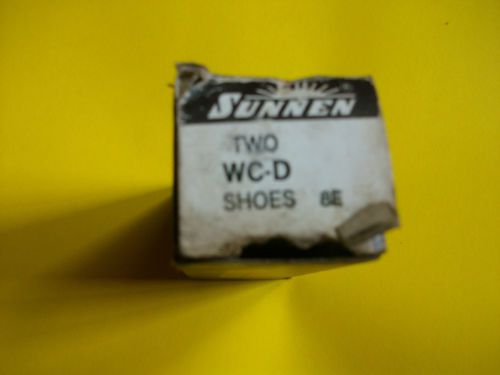 SUNNEN
TWO
WC-D
SHOES 8E